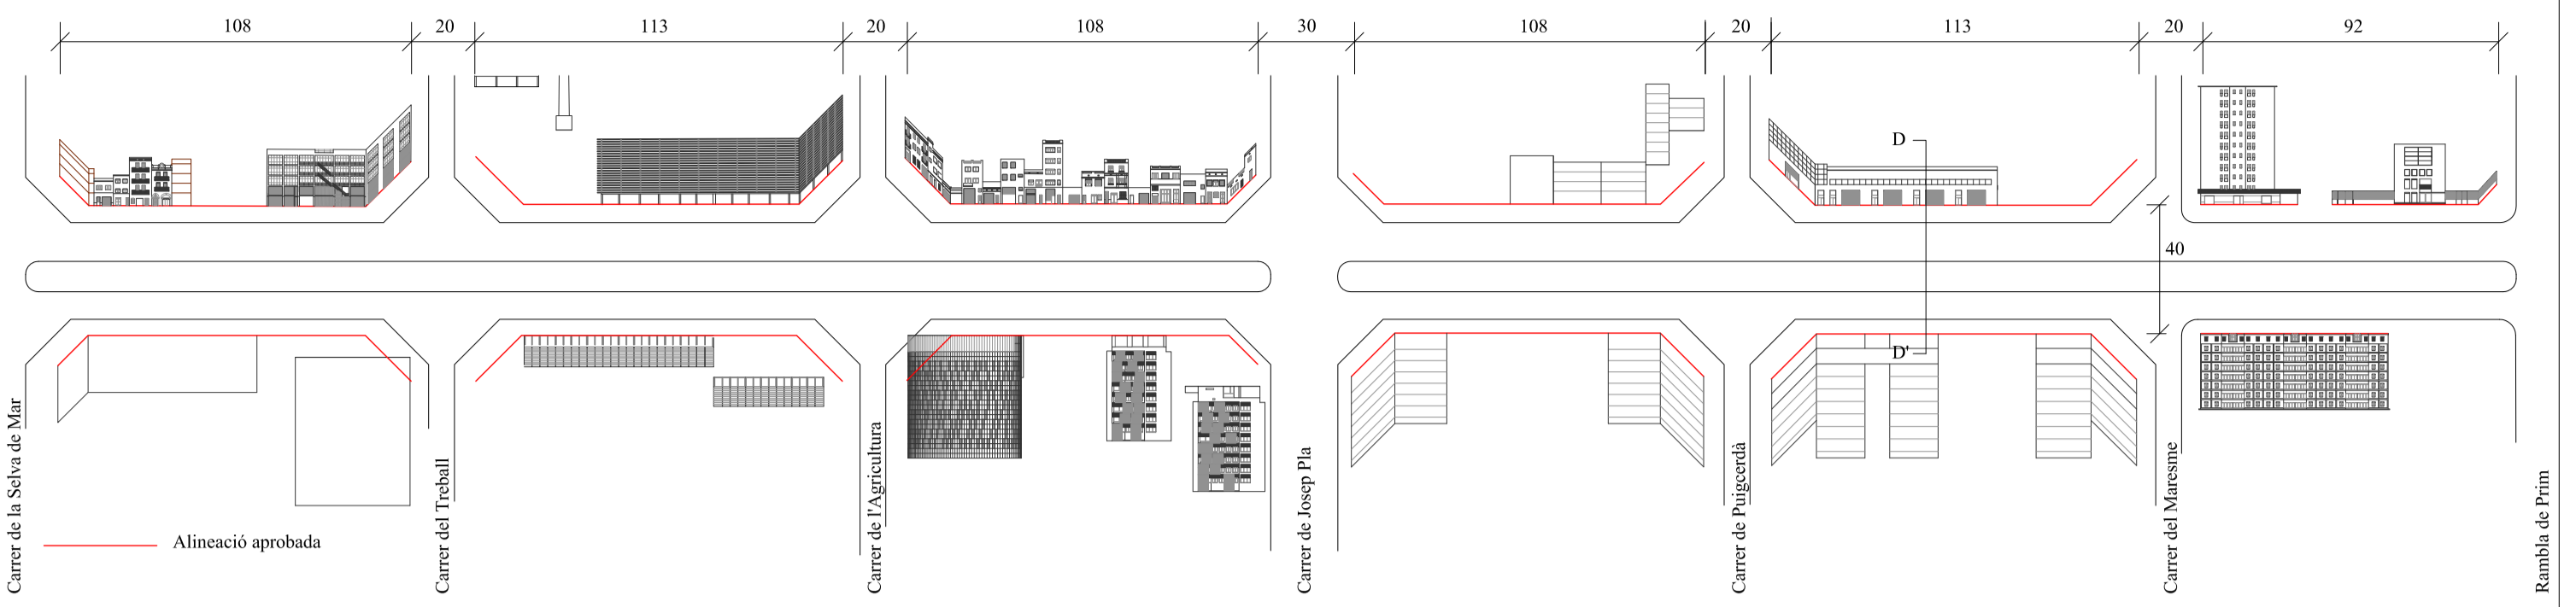 108
20
113
20
108
30
108
20
113
20
92
D
40
D'
Carrer de la Selva de Mar
Carrer del Treball
Carrer de l'Agricultura
Carrer de Josep Pla
Carrer de Puigcerdà
Carrer del Maresme
Rambla de Prim
Alineació aprobada